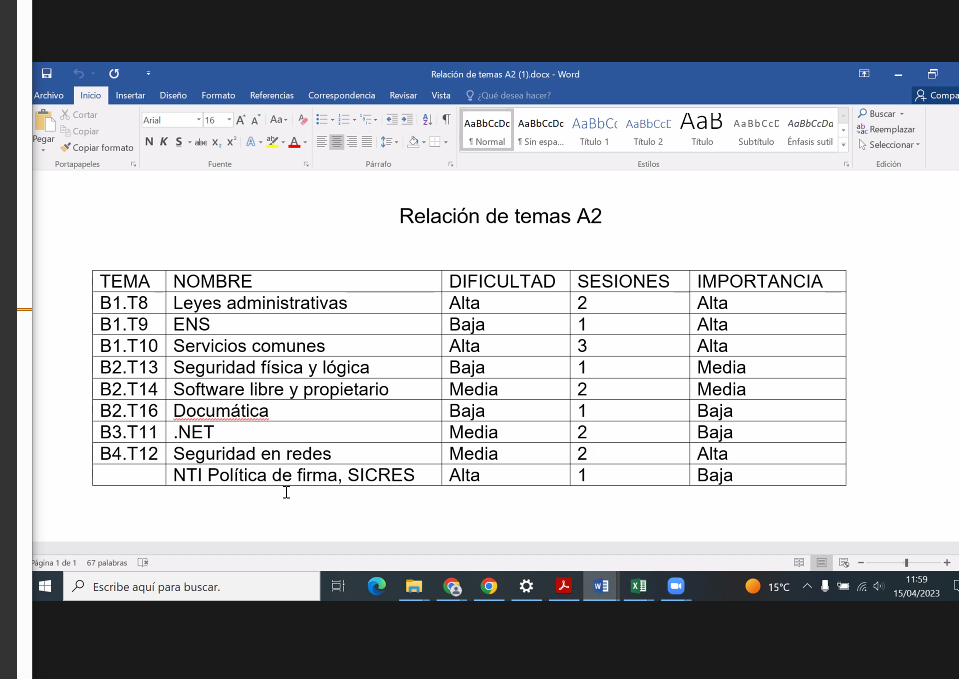 Relación de temas A2 (1).docx - Word
Archivo Inicio Insertar Diseño Formato Referencias Correspondencia Revisar Vista ¿Qué desea hacer? Compa
Pegar Cortar Copiar Copiar formato Portapapeles
Arial 16 Aa N K S abc Fuente
Párrafo
AaBbCcDc AaBbCcDc AaBbCc AaBbCcD AaB AaBbCcD AaBbCcDa
¶ Normal ¶ Sin espa... Título 1 Título 2 Título Subtítulo Énfasis sutil
Estilos
Buscar
Reemplazar
Seleccionar
Edición
Relación de temas A2
TEMA NOMBRE DIFICULTAD SESIONES IMPORTANCIA
B1.T8 Leyes administrativas Alta 2 Alta
B1.T9 ENS Baja 1 Alta
B1.T10 Servicios comunes Alta 3 Alta
B2.T13 Seguridad física y lógica Baja 1 Media
B2.T14 Software libre y propietario Media 2 Media
B2.T16 Documática Baja 1 Baja
B3.T11 .NET Media 2 Baja
B4.T12 Seguridad en redes Media 2 Alta
NTI Política de firma, SICRES Alta 1 Baja
Página 1 de 1 67 palabras
Escribe aquí para buscar. 15°C 11:59
15/04/2023